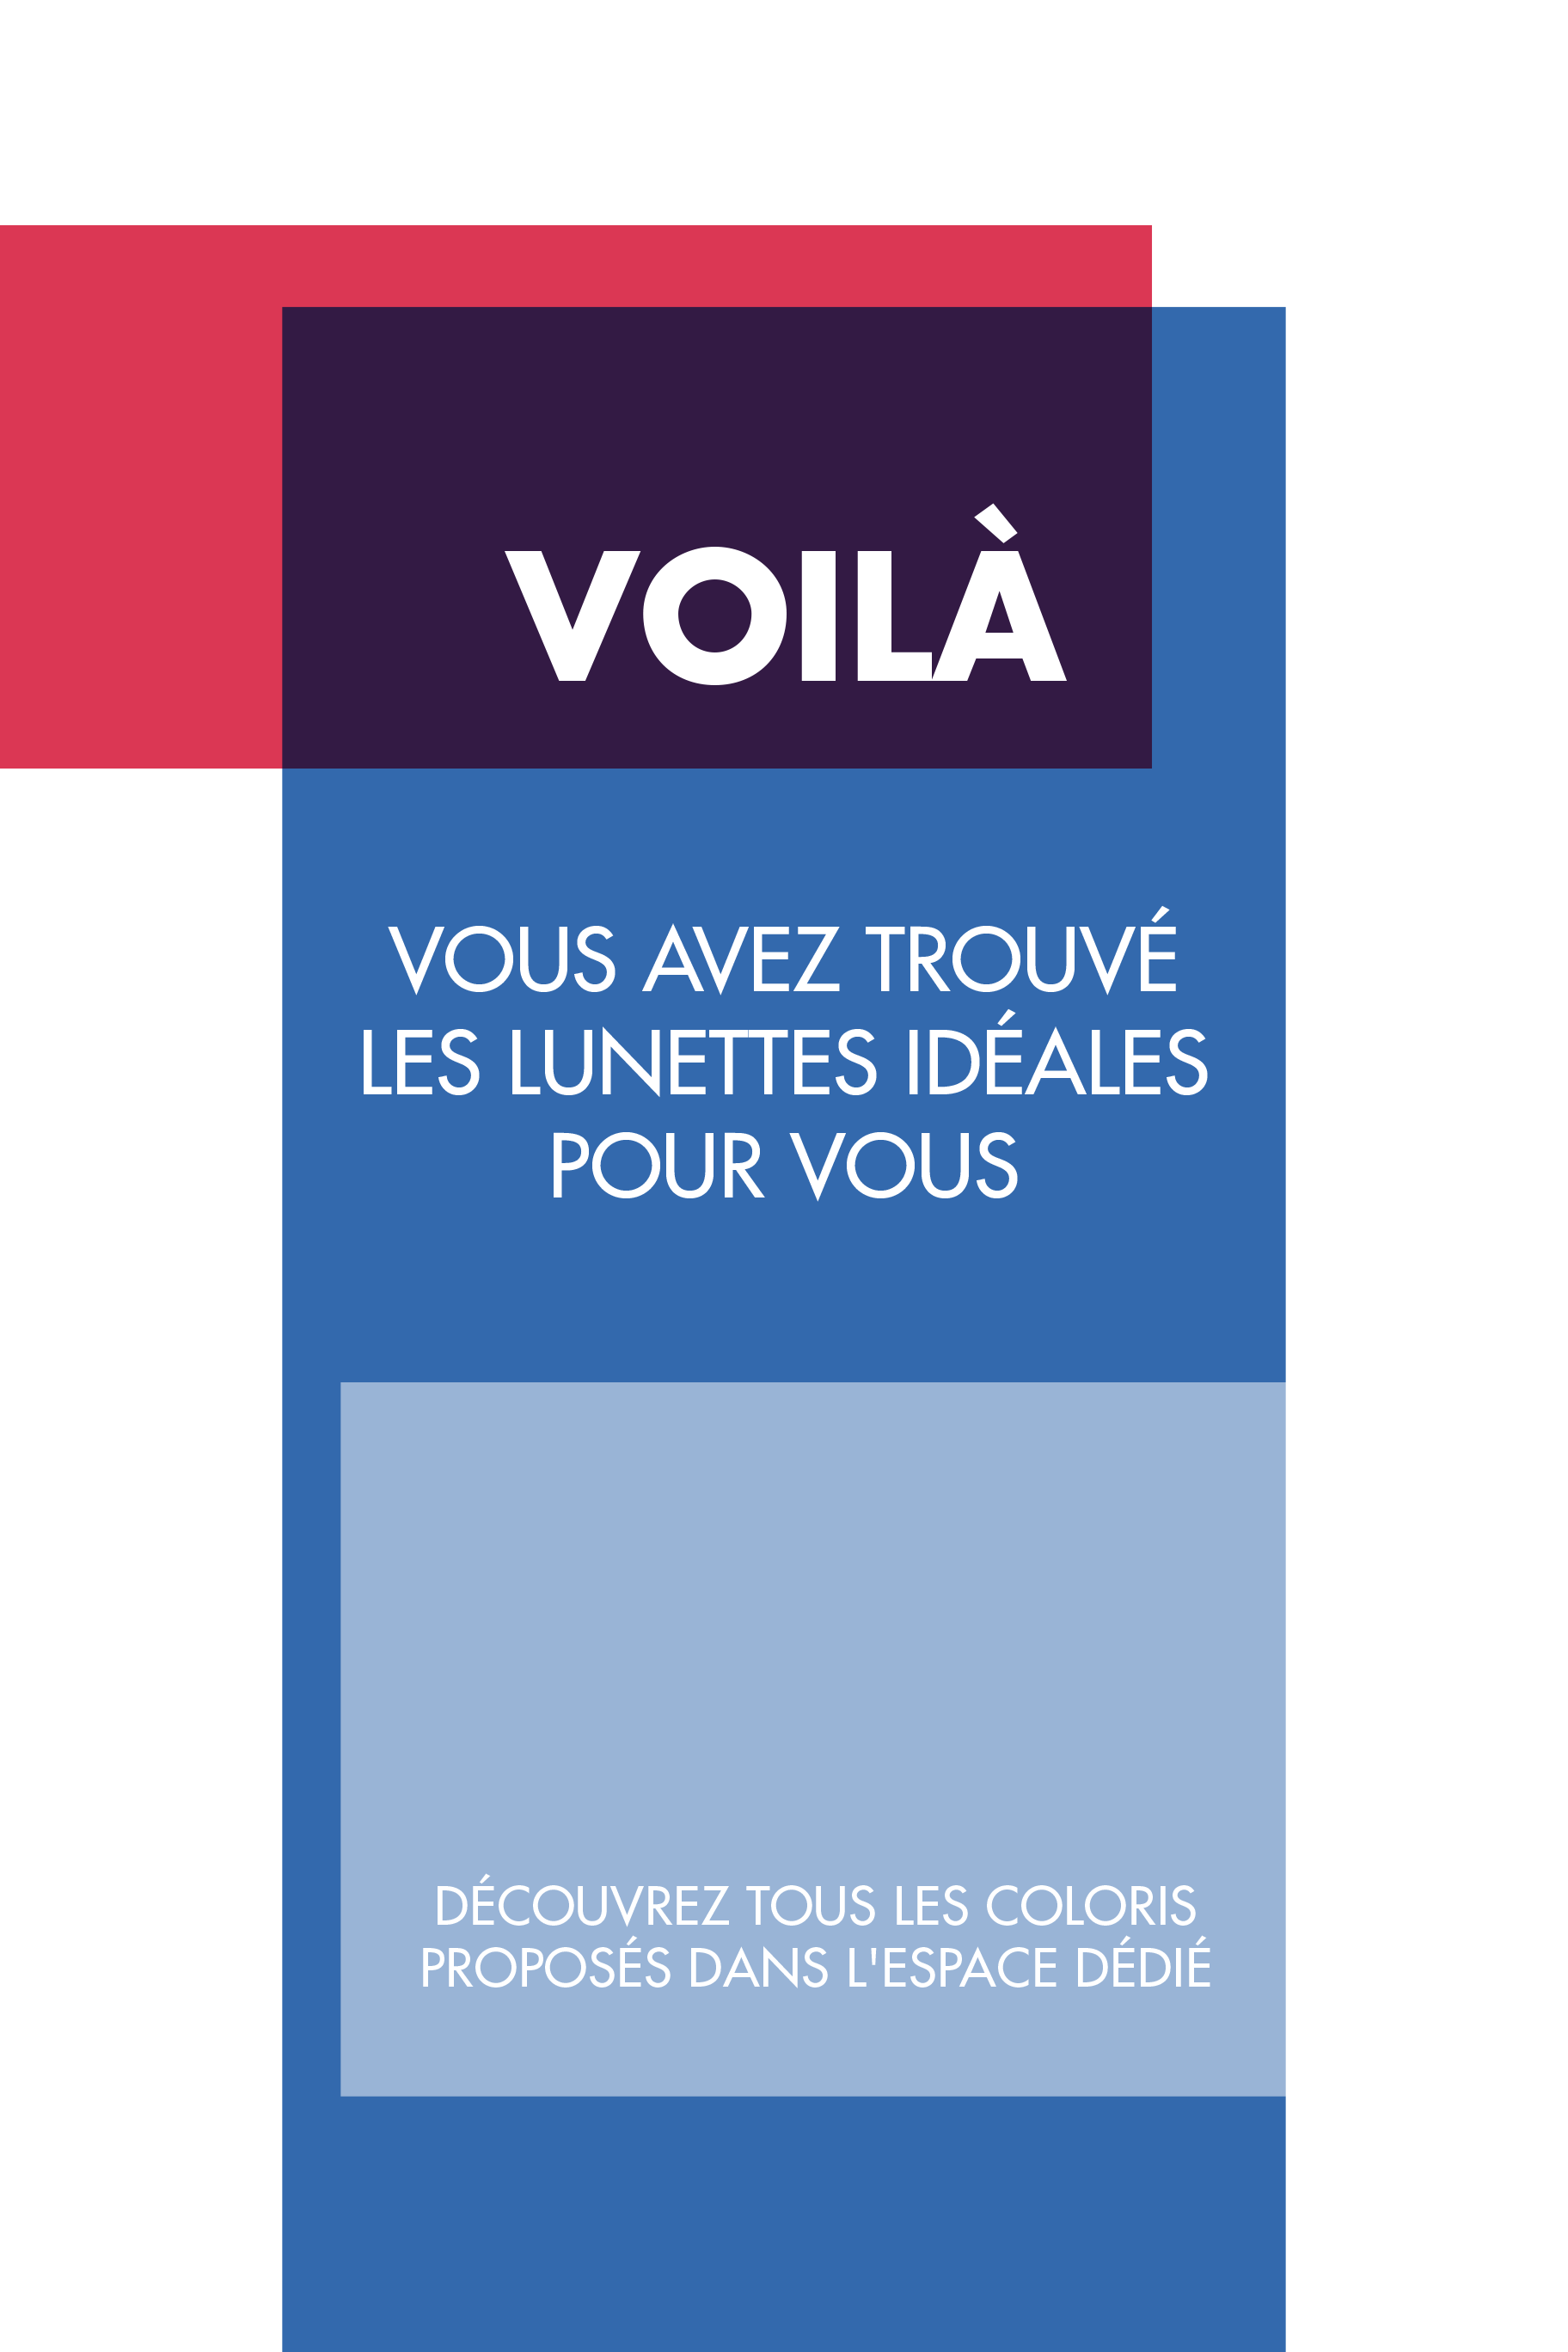 VOILÀ
VOUS AVEZ TROUVÉ
LES LUNETTES IDÉALES
POUR VOUS
DÉCOUVREZ TOUS LES COLORIS
PROPOSÉS DANS L'ESPACE DÉDIÉ